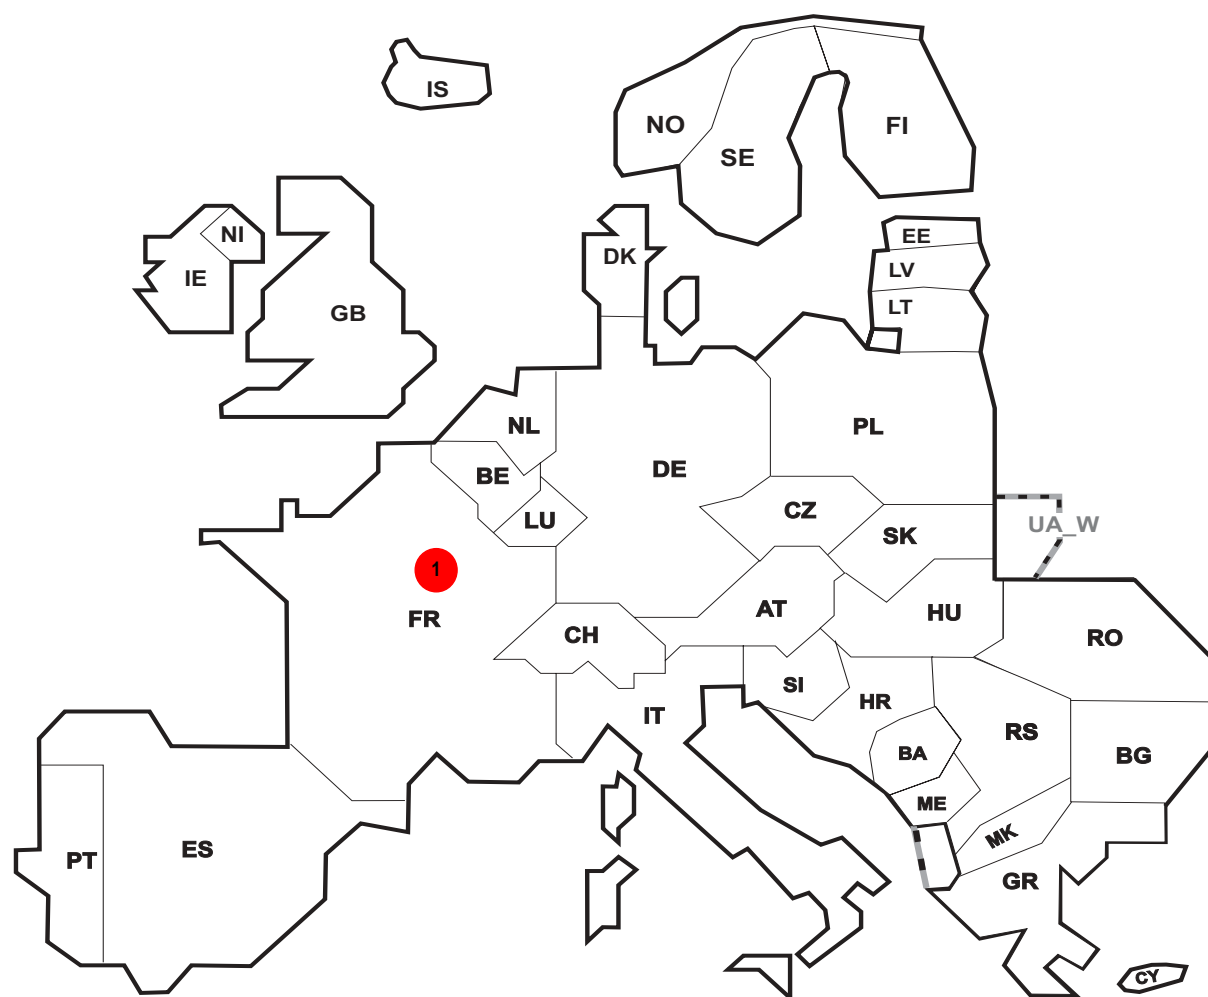 IS
NO
FI
SE
NI
EE
DK
LV
IE
LT
GB
NL
PL
DE
BE
CZ
LU
UA_W
SK
1
AT
FR
HU
CH
RO
SI
HR
IT
RS
BA
BG
ME
MK
ES
PT
GR
CY